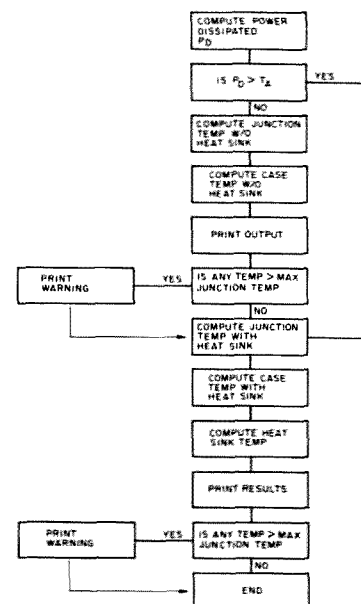 COMPUTE POWER
DISSIPATED
PD
IS PD > TA
YES
NO
COMPUTE JUNCTION
TEMP W/O
HEAT SINK
COMPUTE CASE
TEMP W/O
HEAT SINK
PRINT OUTPUT
PRINT
WARNING
YES
IS ANY TEMP > MAX
JUNCTION TEMP
NO
COMPUTE JUNCTION
TEMP WITH
HEAT SINK
COMPUTE CASE
TEMP WITH
HEAT SINK
COMPUTE HEAT
SINK TEMP
PRINT RESULTS
PRINT
WARNING
YES
IS ANY TEMP > MAX
JUNCTION TEMP
NO
END